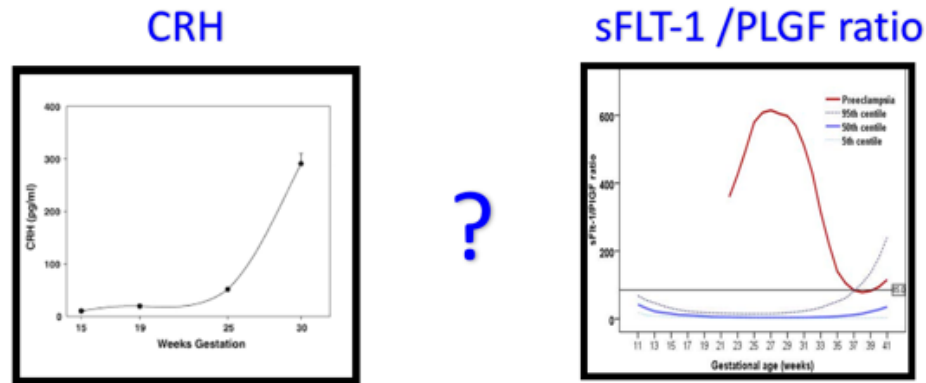 CRH
sFLT-1 /PLGF ratio
400
300
200
100
0
CRH (pg/ml)
15 19 25 30
Weeks Gestation
?
Preeclampsia
95th centile
50th centile
5th centile
600
400
200
0
sFlt-1/PlGF ratio
11 13 15 17 19 21 23 25 27 29 31 33 35 37 39 41
Gestational age (weeks)